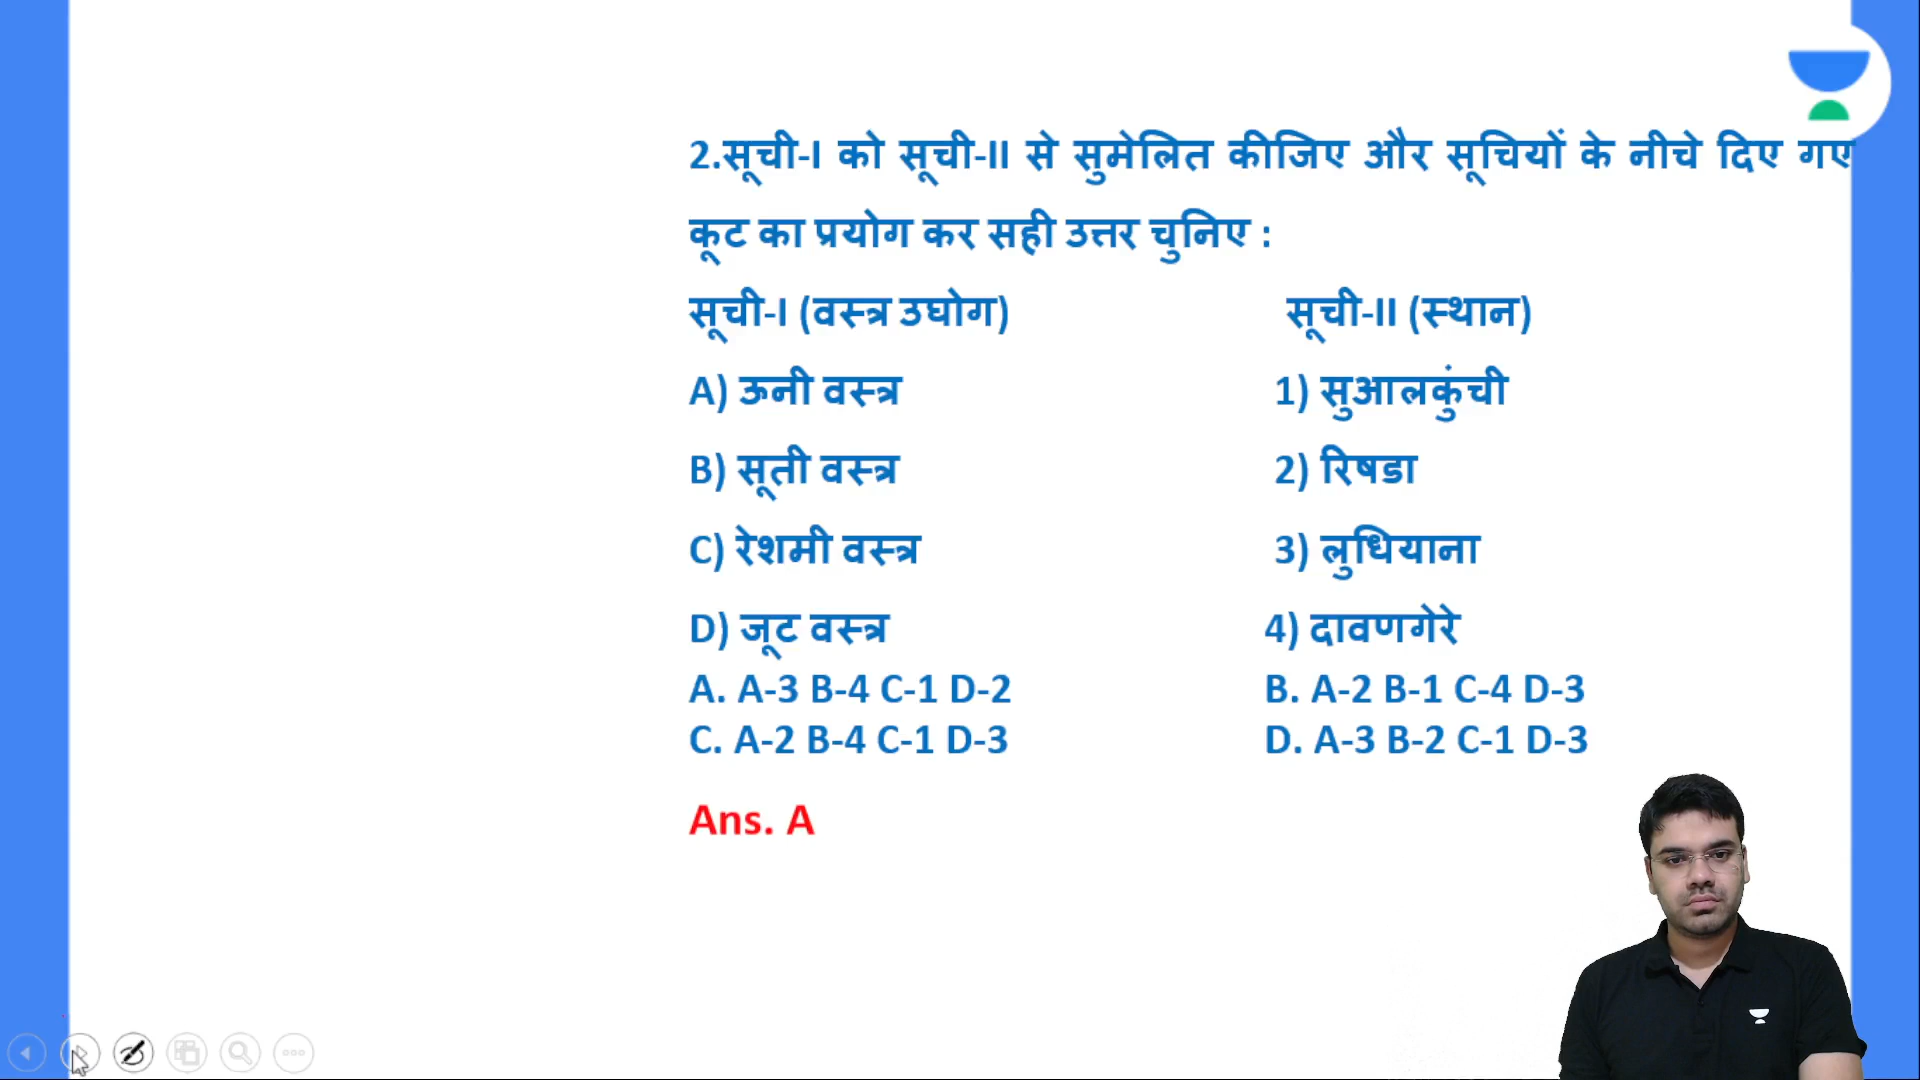 2.सूची-I को सूची-II से सुमेलित कीजिए और सूचियों के नीचे दिए गए
कूट का प्रयोग कर सही उत्तर चुनिए :
सूची-I (वस्त्र उघोग) सूची-II (स्थान)
A) ऊनी वस्त्र 1) सुआलकुंची
B) सूती वस्त्र 2) रिषडा
C) रेशमी वस्त्र 3) लुधियाना
D) जूट वस्त्र 4) दावणगेरे
A. A-3 B-4 C-1 D-2 B. A-2 B-1 C-4 D-3
C. A-2 B-4 C-1 D-3 D. A-3 B-2 C-1 D-3
Ans. A